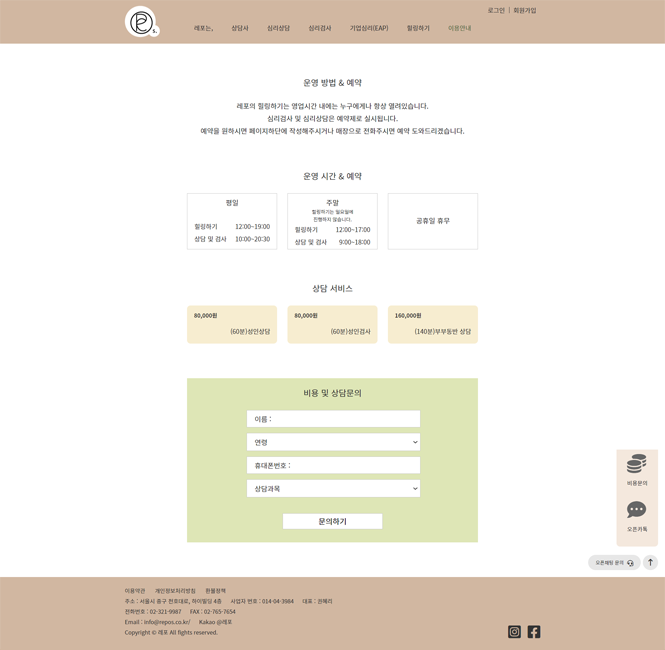 로그인 | 회원가입
레포는, 상담사 심리상담 심리검사 기업심리(EAP) 힐링하기 이용안내
운영 방법 & 예약
레포의 힐링하기는 영업시간 내에는 누구에게나 항상 열려있습니다.
심리검사 및 심리상담은 예약제로 실시됩니다.
예약을 원하시면 페이지하단에 작성해주시거나 매장으로 전화주시면 예약 도와드리겠습니다.
운영 시간 & 예약
평일
힐링하기 12:00~19:00
상담 및 검사 10:00~20:30
주말
힐링하기는 일요일에
진행하지 않습니다.
힐링하기 12:00~17:00
상담 및 검사 9:00~18:00
공휴일 휴무
상담 서비스
80,000원
(60분)성인상담
80,000원
(60분)성인검사
160,000원
(140분)부부동반 상담
비용 및 상담문의
이름 :
연령
휴대폰번호 :
상담과목
문의하기
비용문의
오픈카톡
오픈채팅 문의
이용약관 개인정보처리방침 환불정책
주소 : 서울시 중구 천호대로, 하이빌딩 4층 사업자 번호 : 014-04-3984 대표 : 권혜리
전화번호 : 02-321-9987 FAX : 02-765-7654
Email : info@repos.co.kr/ Kakao @레포
Copyright © 레포 All rights reserved.